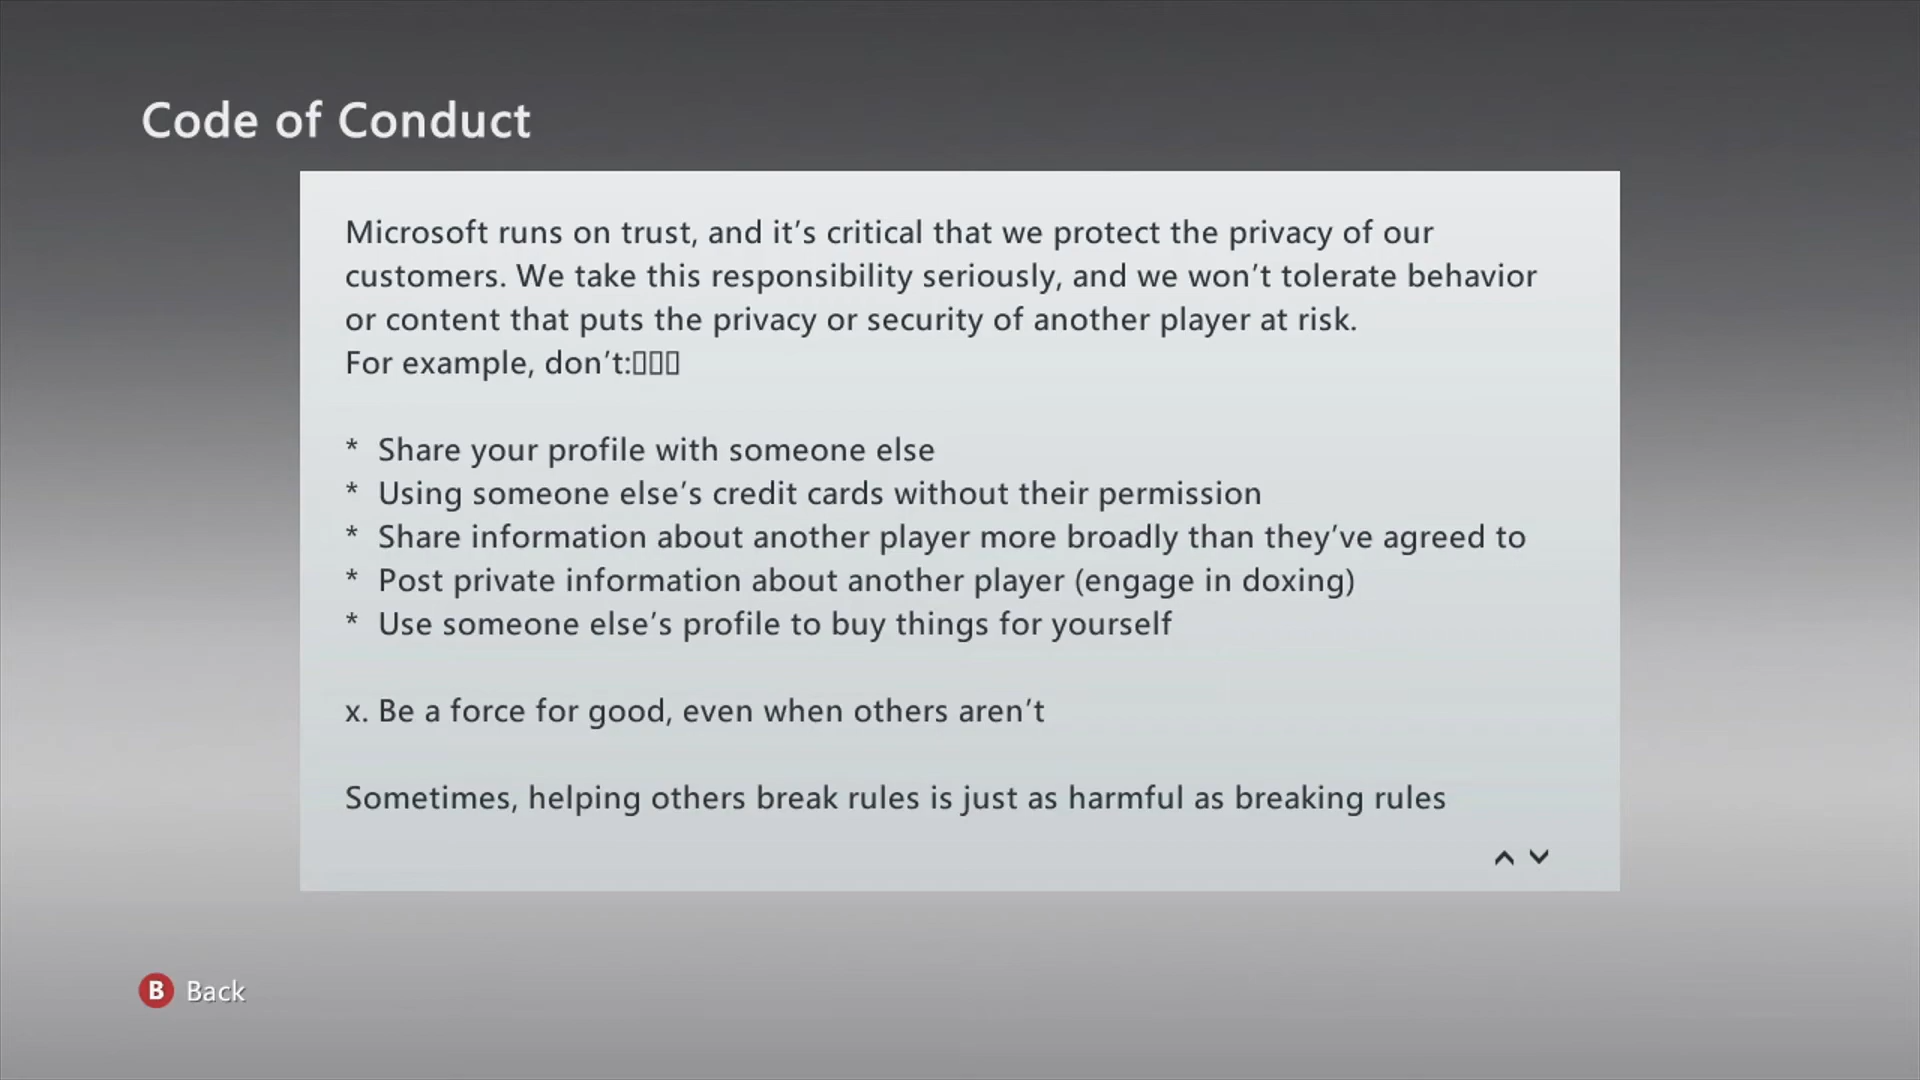 Code of Conduct
Microsoft runs on trust, and it’s critical that we protect the privacy of our
customers. We take this responsibility seriously, and we won’t tolerate behavior
or content that puts the privacy or security of another player at risk.
For example, don’t:▯▯▯
* Share your profile with someone else
* Using someone else’s credit cards without their permission
* Share information about another player more broadly than they’ve agreed to
* Post private information about another player (engage in doxing)
* Use someone else’s profile to buy things for yourself
x. Be a force for good, even when others aren’t
Sometimes, helping others break rules is just as harmful as breaking rules
B Back